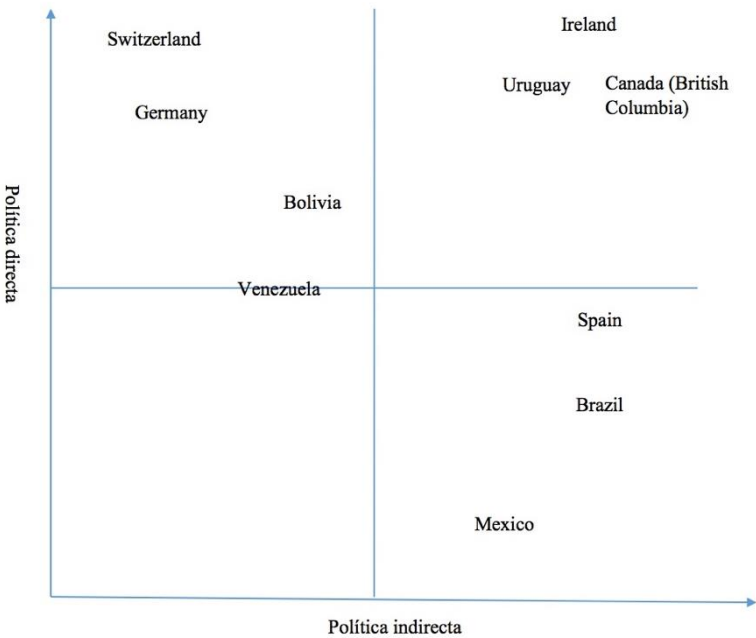 Ireland
Switzerland
Uruguay
Canada (British
Columbia)
Germany
Bolivia
Política directa
Venezuela
Spain
Brazil
Mexico
Política indirecta